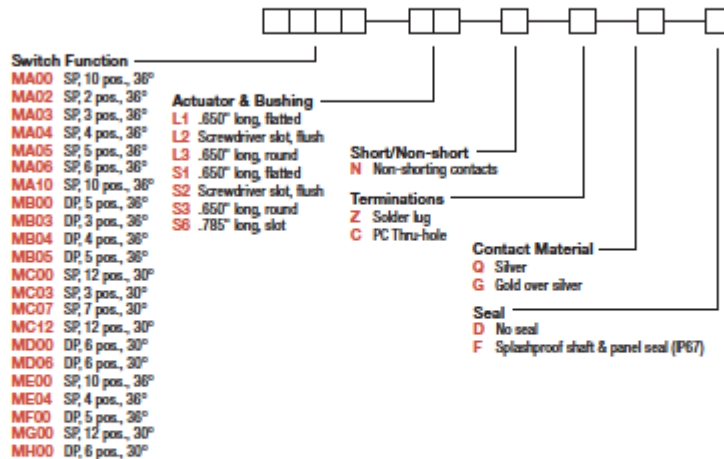 Switch Function
MA00 SP, 10 pos., 36°
MA02 SP, 2 pos., 36°
MA03 SP, 3 pos., 36°
MA04 SP, 4 pos., 36°
MA05 SP, 5 pos., 36°
MA06 SP, 6 pos., 36°
MA10 SP, 10 pos., 36°
MB00 DP, 5 pos., 36°
MB03 DP, 3 pos., 36°
MB04 DP, 4 pos., 36°
MB05 DP, 5 pos., 36°
MC00 SP, 12 pos., 30°
MC03 SP, 3 pos., 30°
MC07 SP, 7 pos., 30°
MC12 SP, 12 pos., 30°
MD00 DP, 6 pos., 30°
MD06 DP, 6 pos., 30°
ME00 SP, 10 pos., 36°
ME04 SP, 4 pos., 36°
MF00 DP, 5 pos., 36°
MG00 SP, 12 pos., 30°
MH00 DP, 6 pos., 30°
Actuator & Bushing
L1 .650" long, flatted
L2 Screwdriver slot, flush
L3 .650" long, round
S1 .650" long, flatted
S2 Screwdriver slot, flush
S3 .650" long, round
S6 .785" long, slot
Short/Non-short
N Non-shorting contacts
Terminations
Z Solder lug
C PC Thru-hole
Contact Material
Q Silver
G Gold over silver
Seal
D No seal
F Splashproof shaft & panel seal (IP67)